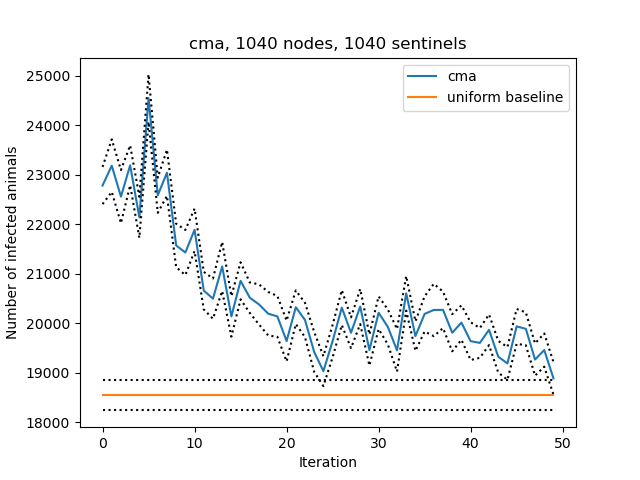 cma, 1040 nodes, 1040 sentinels
25000
24000
23000
22000
21000
20000
19000
18000
Number of infected animals
cma
uniform baseline
0 10 20 30 40 50
Iteration